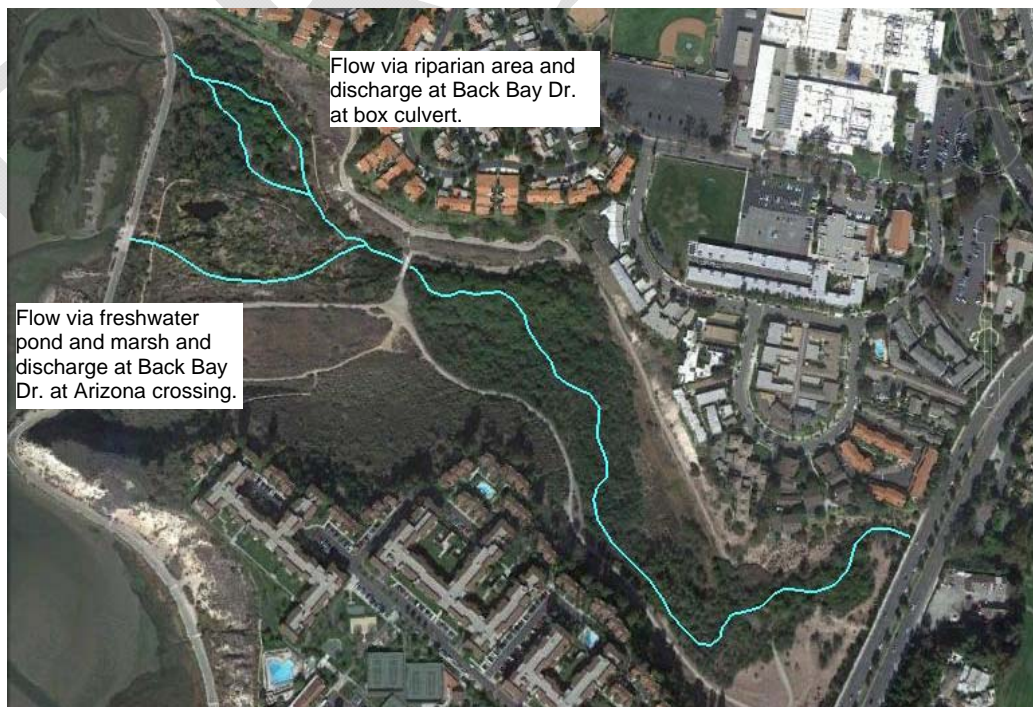 Flow via riparian area and
discharge at Back Bay Dr.
at box culvert.
Flow via freshwater
pond and marsh and
discharge at Back Bay
Dr. at Arizona crossing.